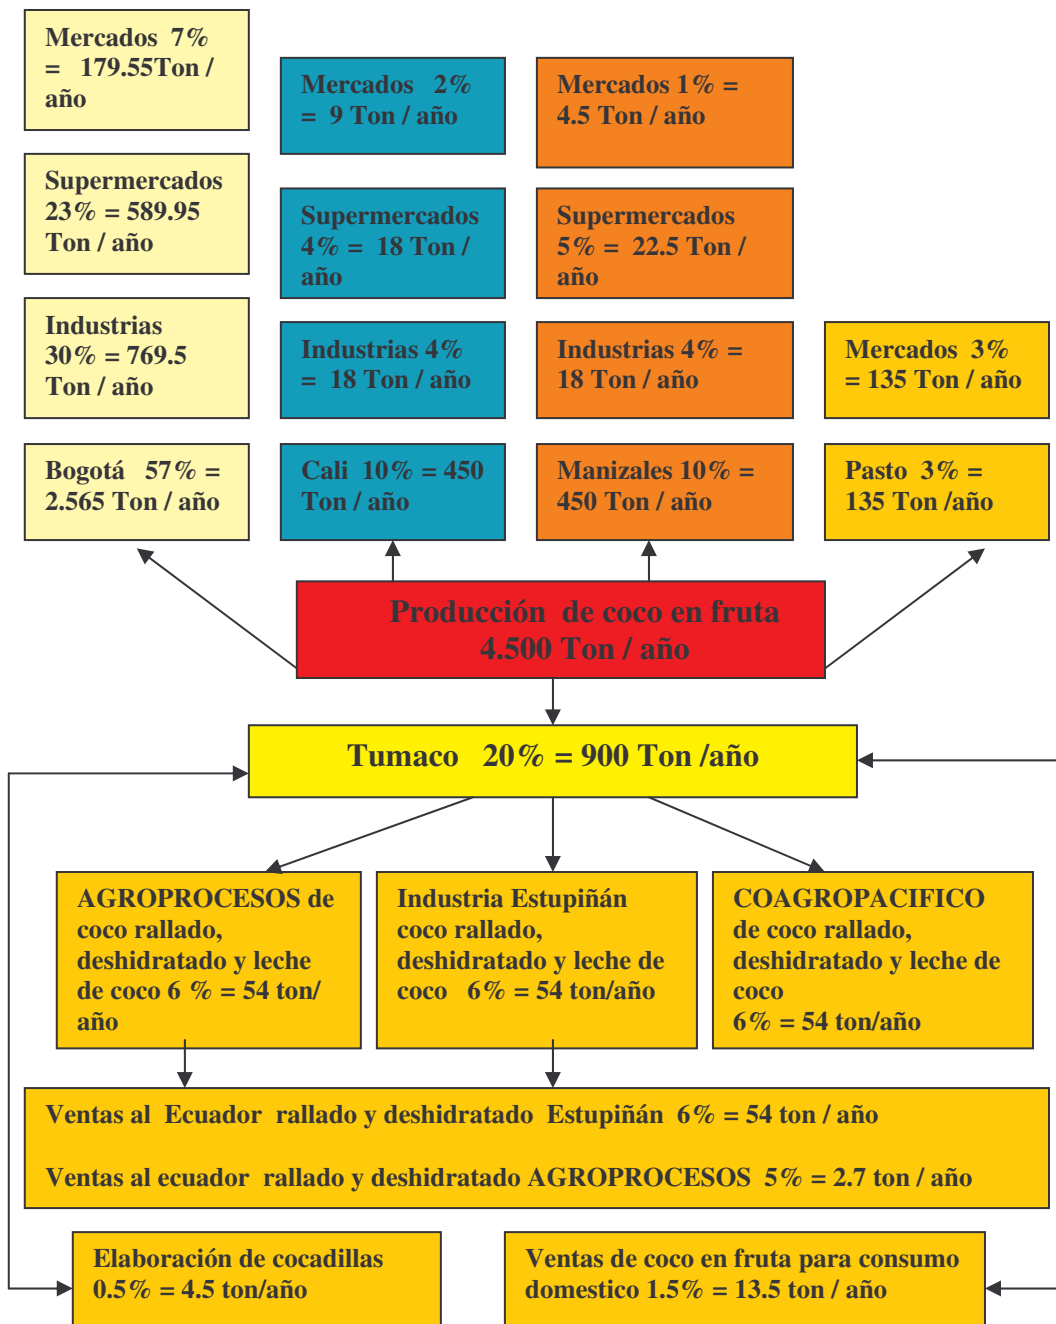 Mercados 7%
= 179.55Ton /
año
Supermercados
23% = 589.95
Ton / año
Industrias
30% = 769.5
Ton / año
Bogotá 57% =
2.565 Ton / año
Mercados 2%
= 9 Ton / año
Supermercados
4% = 18 Ton /
año
Industrias 4%
= 18 Ton / año
Cali 10% = 450
Ton / año
Mercados 1% =
4.5 Ton / año
Supermercados
5% = 22.5 Ton /
año
Industrias 4% =
18 Ton / año
Manizales 10% =
450 Ton / año
Mercados 3%
= 135 Ton / año
Pasto 3% =
135 Ton /año
Producción de coco en fruta
4.500 Ton / año
Tumaco 20% = 900 Ton /año
AGROPROCESOS de
coco rallado,
deshidratado y leche
de coco 6 % = 54 ton/
año
Industria Estupiñán
coco rallado,
deshidratado y leche de
coco 6% = 54 ton/año
COAGROPACIFICO
de coco rallado,
deshidratado y leche de
coco
6% = 54 ton/año
Ventas al Ecuador rallado y deshidratado Estupiñán 6% = 54 ton / año
Ventas al ecuador rallado y deshidratado AGROPROCESOS 5% = 2.7 ton / año
Elaboración de cocadillas
0.5% = 4.5 ton/año
Ventas de coco en fruta para consumo
domestico 1.5% = 13.5 ton / año